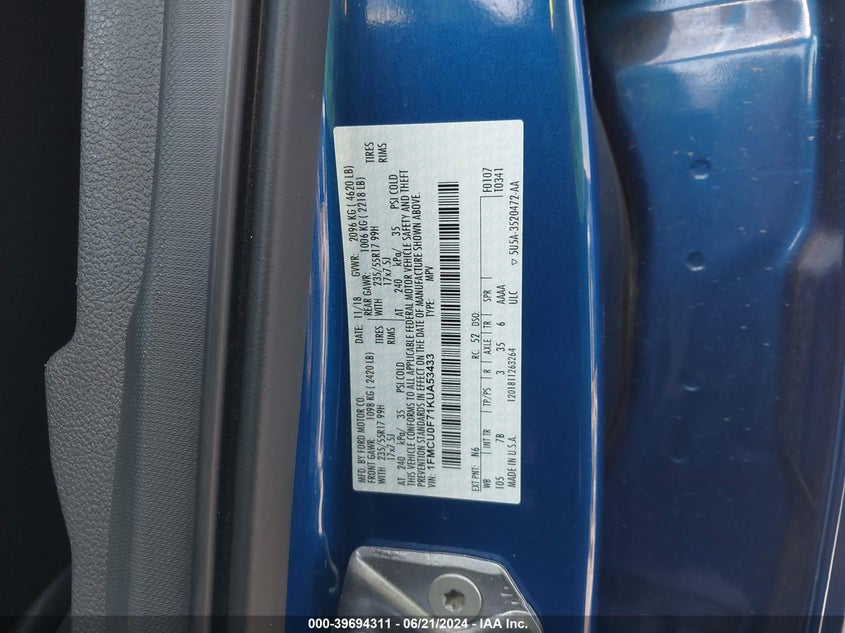 MFD. BY FORD MOTOR CO.
DATE: 11/18 GVWR: 2096 KG ( 4620 LB)
FRONT GAWR: 1098 KG ( 2420 LB) REAR GAWR: 1006 KG ( 2218 LB)
WITH 235/55R17 99H TIRES WITH 235/55R17 99H TIRES
17x7.5J RIMS 17x7.5J RIMS
AT 240 kPa/ 35 PSI COLD AT 240 kPa/ 35 PSI COLD
THIS VEHICLE CONFORMS TO ALL APPLICABLE FEDERAL MOTOR VEHICLE SAFETY, AND THEFT
PREVENTION STANDARDS IN EFFECT ON THE DATE OF MANUFACTURE SHOWN ABOVE.
VIN: 1FMCU0F71KUA53433 TYPE: MPV
F0107
T0341
EXT PNT: N6 RC: 52 DSO:
WB INT TR TP/PS R AXLE TR SPR
105 7B 3 35 6 AAAA
MADE IN U.S.A. 1201811263264 ULC
5U5A-3520472-AA
000-39694311 - 06/21/2024 - IAA Inc.